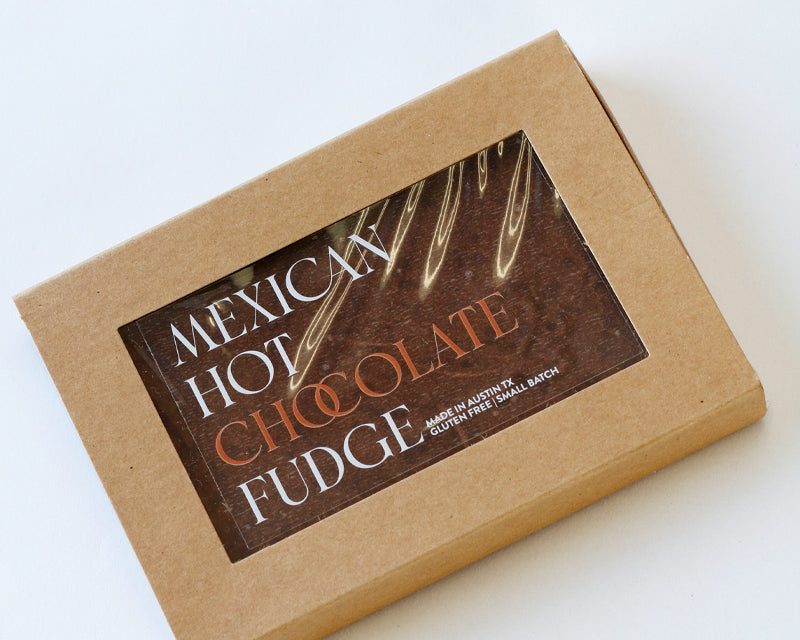 MEXICAN
HOT
CHOCOLATE
FUDGE
MADE IN AUSTIN TX
GLUTEN FREE | SMALL BATCH